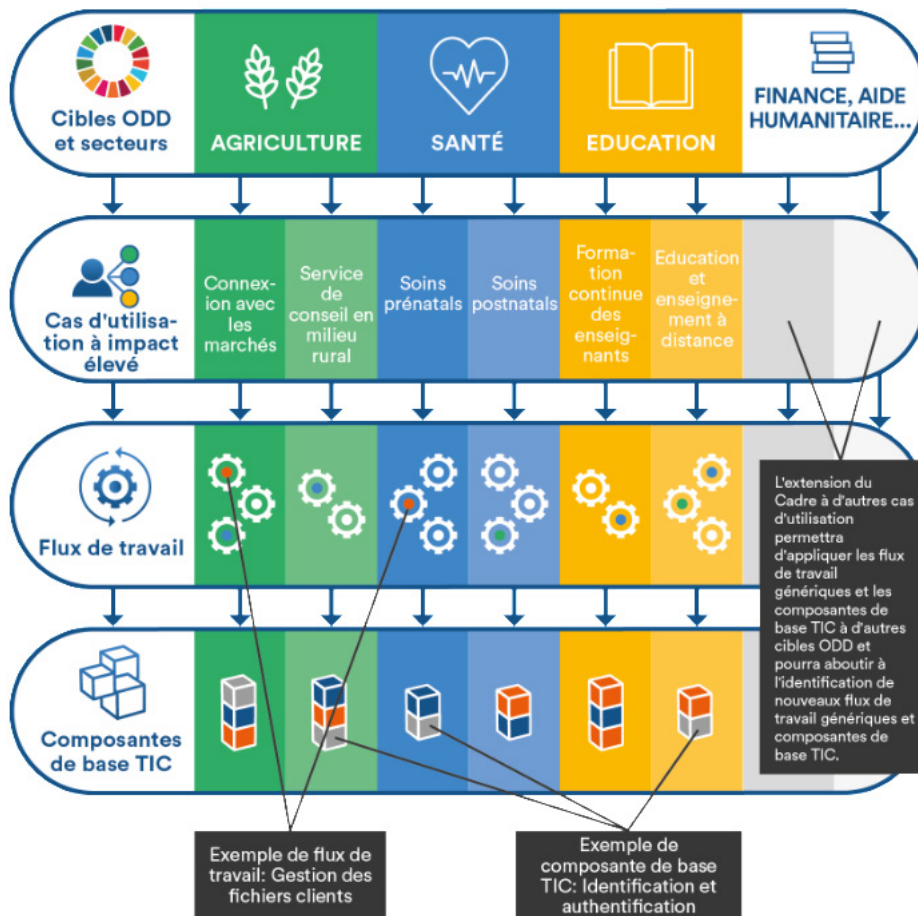 Cibles ODD
et secteurs
AGRICULTURE
SANTÉ
EDUCATION
FINANCE, AIDE
HUMANITAIRE...
Cas d'utilisa-
tion à impact
élevé
Connex-
ion avec
les
marchés
Service
de
conseil en
milieu
rural
Soins
prénatals
Soins
postnatals
Forma-
tion
continue
des
enseig-
nants
Education
et
enseigne-
ment à
distance
Flux de travail
L'extension du
Cadre à d'autres cas
d'utilisation
permettra
d'appliquer les flux
de travail
génériques et les
composantes de
base TIC à d'autres
cibles ODD et
pourra aboutir à
l'identification de
nouveaux flux de
travail génériques et
composantes de
base TIC.
Composantes
de base TIC
Exemple de flux de
travail: Gestion des
fichiers clients
Exemple de
composante de base
TIC: Identification et
authentification